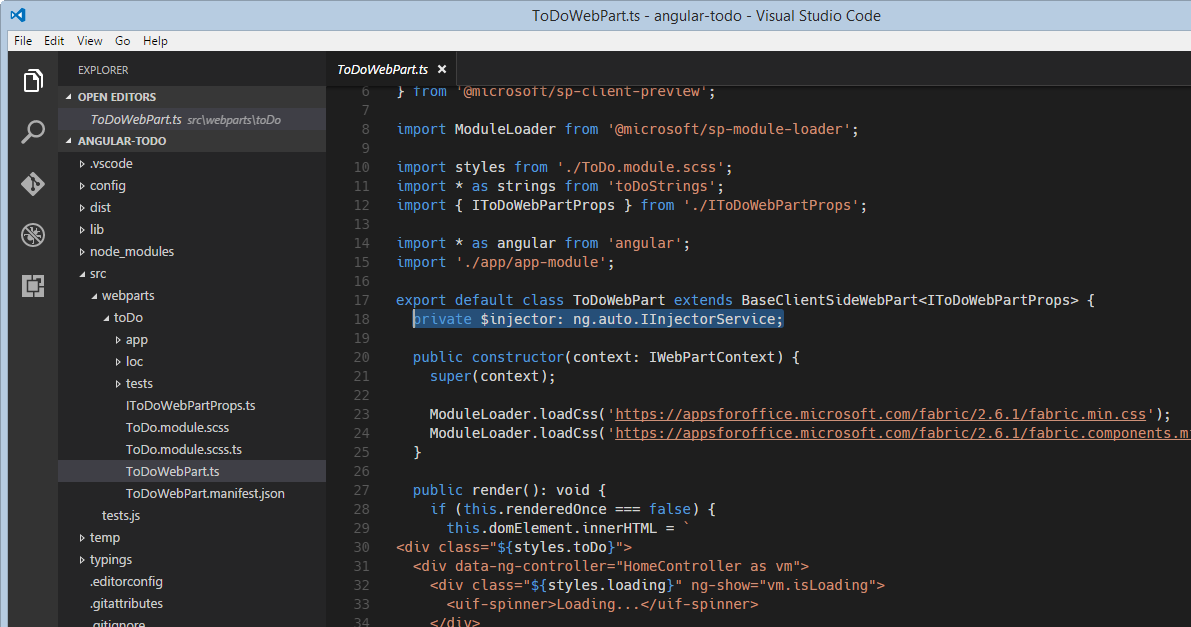 ToDoWebPart.ts - angular-todo - Visual Studio Code
File Edit View Go Help
EXPLORER
OPEN EDITORS
ToDoWebPart.ts src\webparts\toDo
ANGULAR-TODO
.vscode
config
dist
lib
node_modules
src
webparts
toDo
app
loc
tests
IToDoWebPartProps.ts
ToDo.module.scss
ToDo.module.scss.ts
ToDoWebPart.ts
ToDoWebPart.manifest.json
tests.js
temp
typings
.editorconfig
.gitattributes
.gitignore
ToDoWebPart.ts
6 } from '@microsoft/sp-client-preview';
7
8 import ModuleLoader from '@microsoft/sp-module-loader';
9
10 import styles from './ToDo.module.scss';
11 import * as strings from 'toDoStrings';
12 import { IToDoWebPartProps } from './IToDoWebPartProps';
13
14 import * as angular from 'angular';
15 import './app/app-module';
16
17 export default class ToDoWebPart extends BaseClientSideWebPart<IToDoWebPartProps> {
18 private $injector: ng.auto.IInjectorService;
19
20 public constructor(context: IWebPartContext) {
21 super(context);
22
23 ModuleLoader.loadCss('https://appsforoffice.microsoft.com/fabric/2.6.1/fabric.min.css');
24 ModuleLoader.loadCss('https://appsforoffice.microsoft.com/fabric/2.6.1/fabric.components.m
25 }
26
27 public render(): void {
28 if (this.renderedOnce === false) {
29 this.domElement.innerHTML = `
30 <div class="${styles.toDo}">
31 <div data-ng-controller="HomeController as vm">
32 <div class="${styles.loading}" ng-show="vm.isLoading">
33 <uif-spinner>Loading...</uif-spinner>
34 </div>